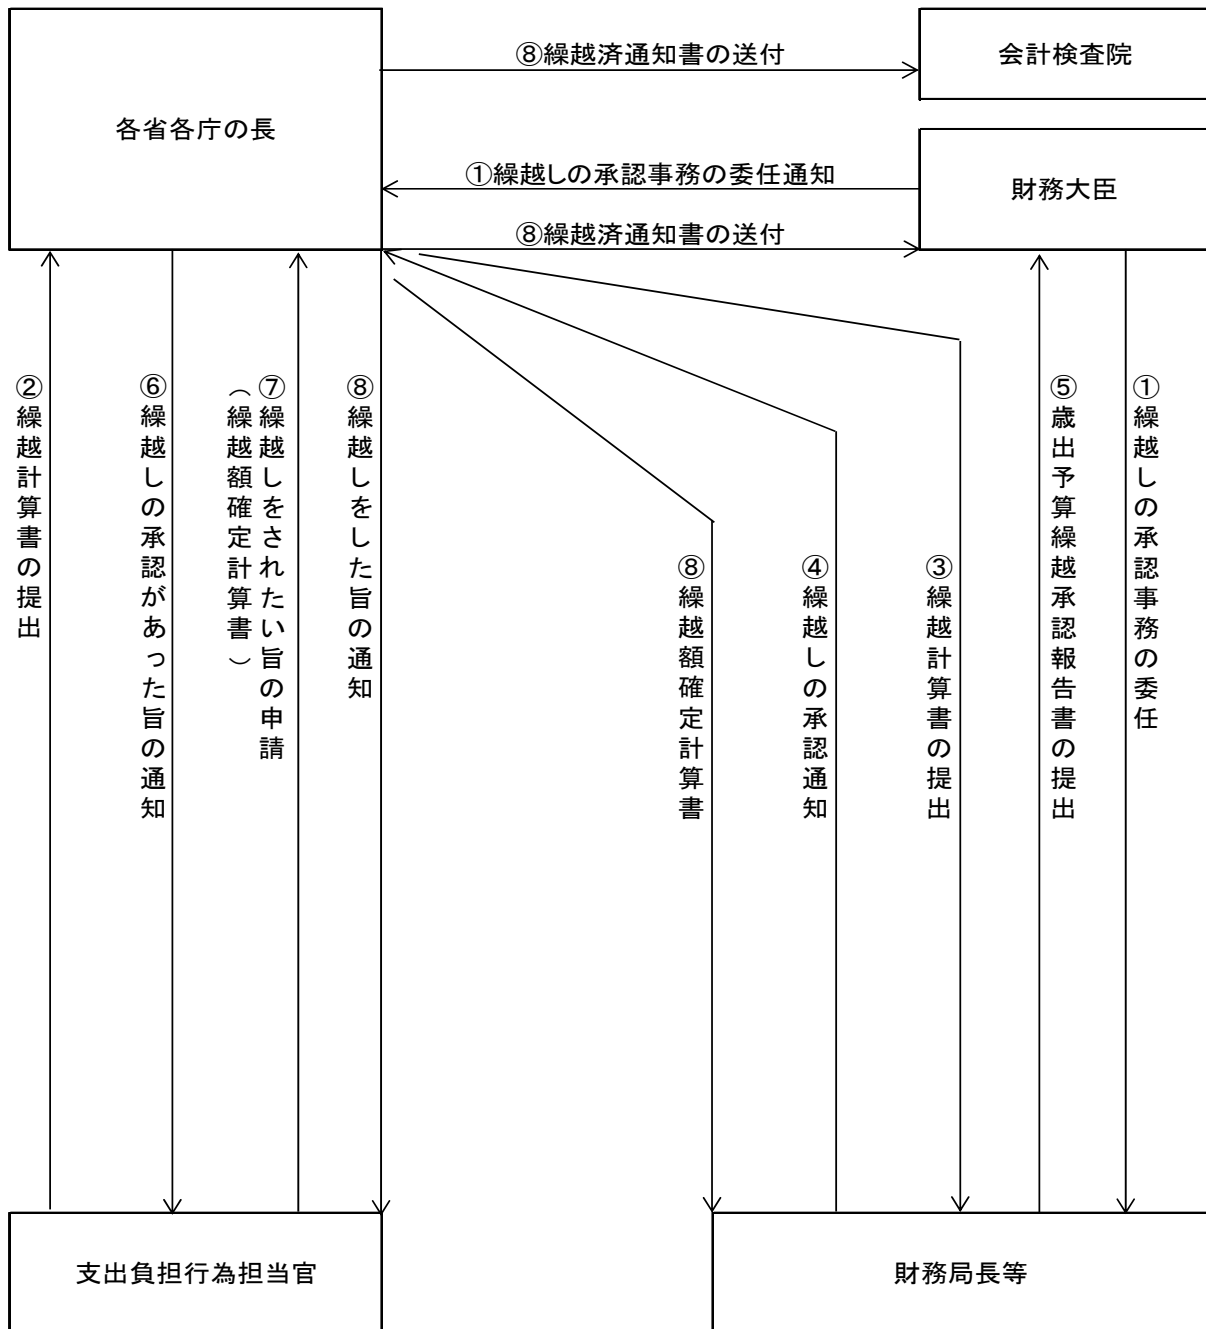 ⑧繰越済通知書の送付
会計検査院
各省各庁の長
①繰越しの承認事務の委任通知
財務大臣
⑧繰越済通知書の送付
②繰越計算書の提出
⑥繰越しの承認があった旨の通知
⑦繰越しをされたい旨の申請
（繰越額確定計算書）
⑧繰越しをした旨の通知
⑧繰越額確定計算書
④繰越しの承認通知
③繰越計算書の提出
⑤歳出予算繰越承認報告書の提出
①繰越しの承認事務の委任
支出負担行為担当官
財務局長等